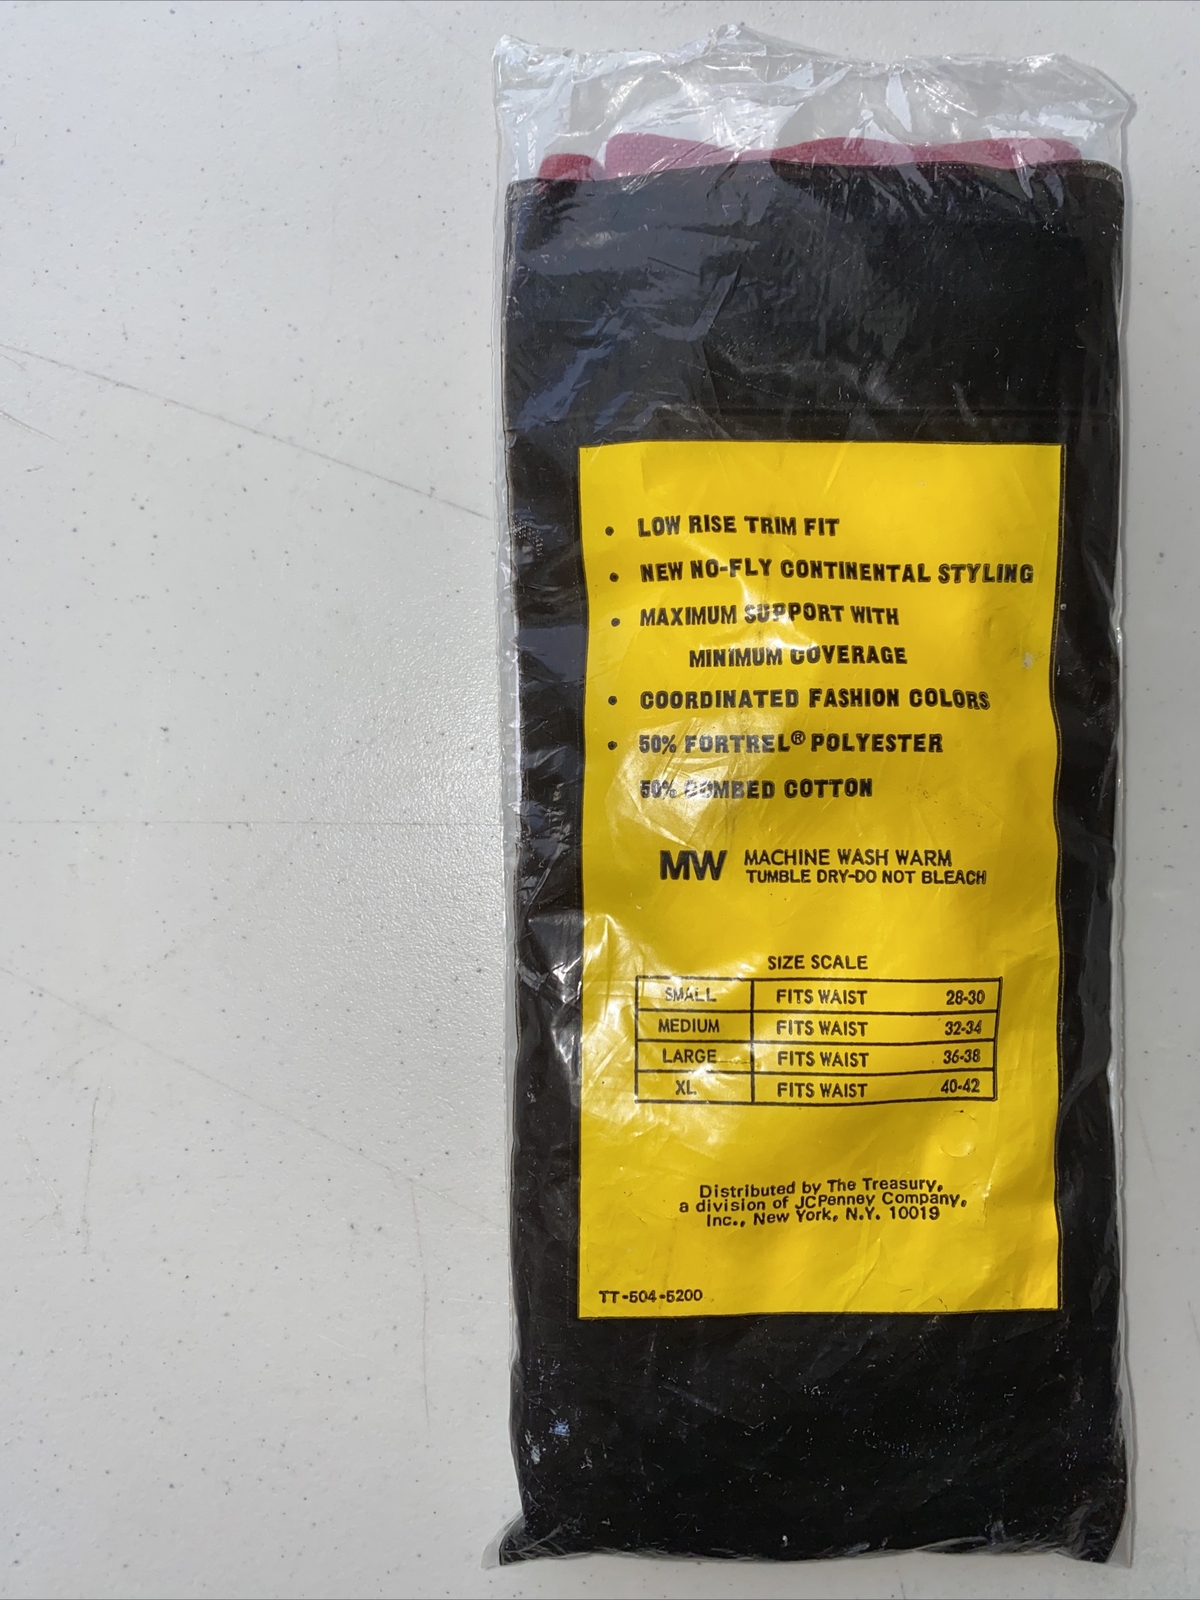 • LOW RISE TRIM FIT
• NEW NO-FLY CONTINENTAL STYLING
• MAXIMUM SUPPORT WITH
MINIMUM COVERAGE
• COORDINATED FASHION COLORS
• 50% FORTREL® POLYESTER
50% COMBED COTTON
MW MACHINE WASH WARM
TUMBLE DRY-DO NOT BLEACH
SIZE SCALE
SMALL FITS WAIST 28-30
MEDIUM FITS WAIST 32-34
LARGE FITS WAIST 36-38
XL FITS WAIST 40-42
Distributed by The Treasury,
a division of JCPenney Company,
Inc., New York, N.Y. 10019
TT-504-5200